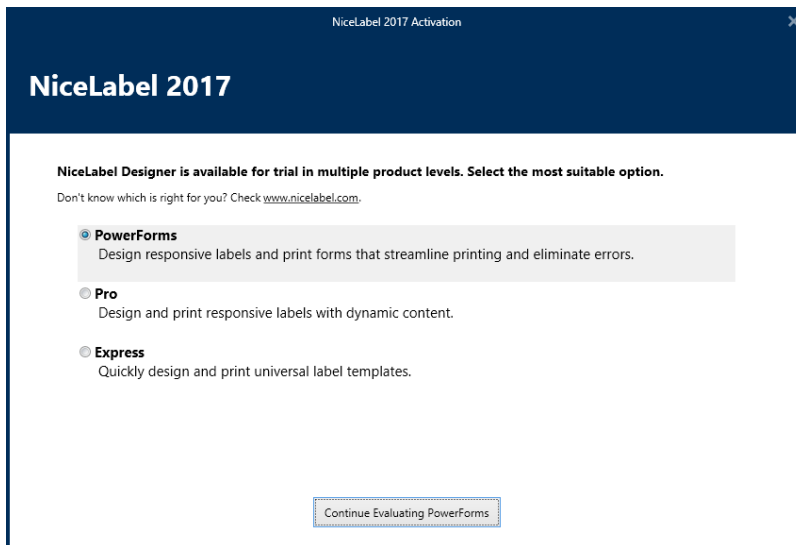 NiceLabel 2017 Activation
NiceLabel 2017
NiceLabel Designer is available for trial in multiple product levels. Select the most suitable option.
Don't know which is right for you? Check www.nicelabel.com.
PowerForms
Design responsive labels and print forms that streamline printing and eliminate errors.
Pro
Design and print responsive labels with dynamic content.
Express
Quickly design and print universal label templates.
Continue Evaluating PowerForms